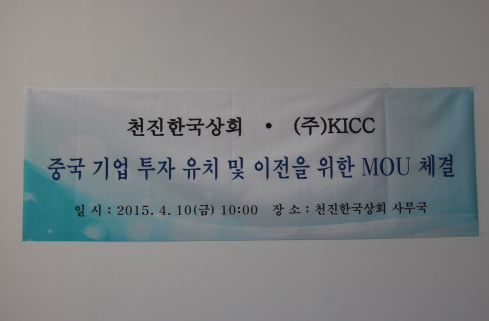 천진한국상회 • (주)KICC
중국 기업 투자 유치 및 이전을 위한 MOU 체결
일 시 : 2015. 4. 10(금) 10:00 장 소 : 천진한국상회 사무국